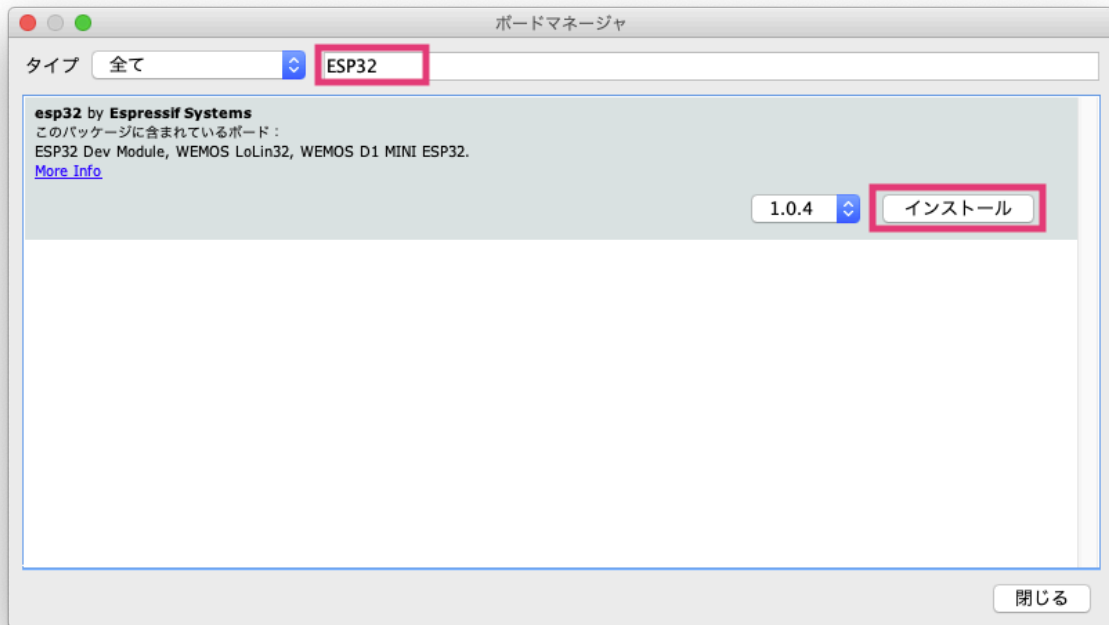 ボードマネージャ
タイプ 全て ESP32
esp32 by Espressif Systems
このパッケージに含まれているボード：
ESP32 Dev Module, WEMOS LoLin32, WEMOS D1 MINI ESP32.
More Info
1.0.4 インストール
閉じる